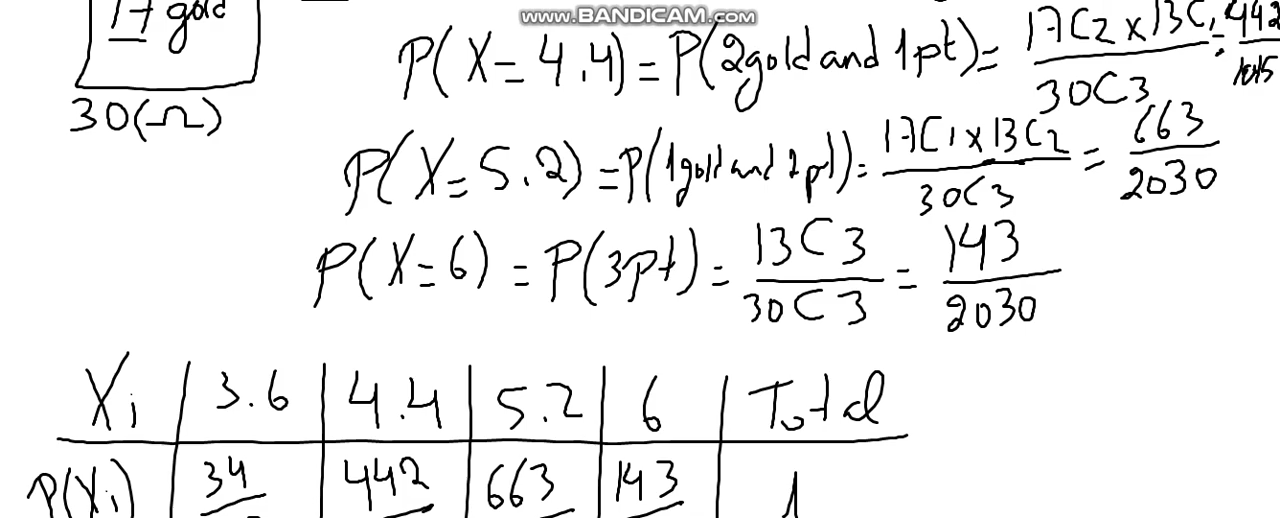 www.BANDICAM.com
17 gold
30(Ω)
P(X=4.4)=P(2gold and 1pt)= 17C2 x 13C1 / 30C3 = 442 / 1015
P(X=5.2)=P(1gold and 2pt)= 17C1 x 13C2 / 30C3 = 663 / 2030
P(X=6) = P(3pt) = 13C3 / 30C3 = 143 / 2030
Xi | 3.6 | 4.4 | 5.2 | 6 | Total
P(Xi) | 34 | 442 | 663 | 143 | 1